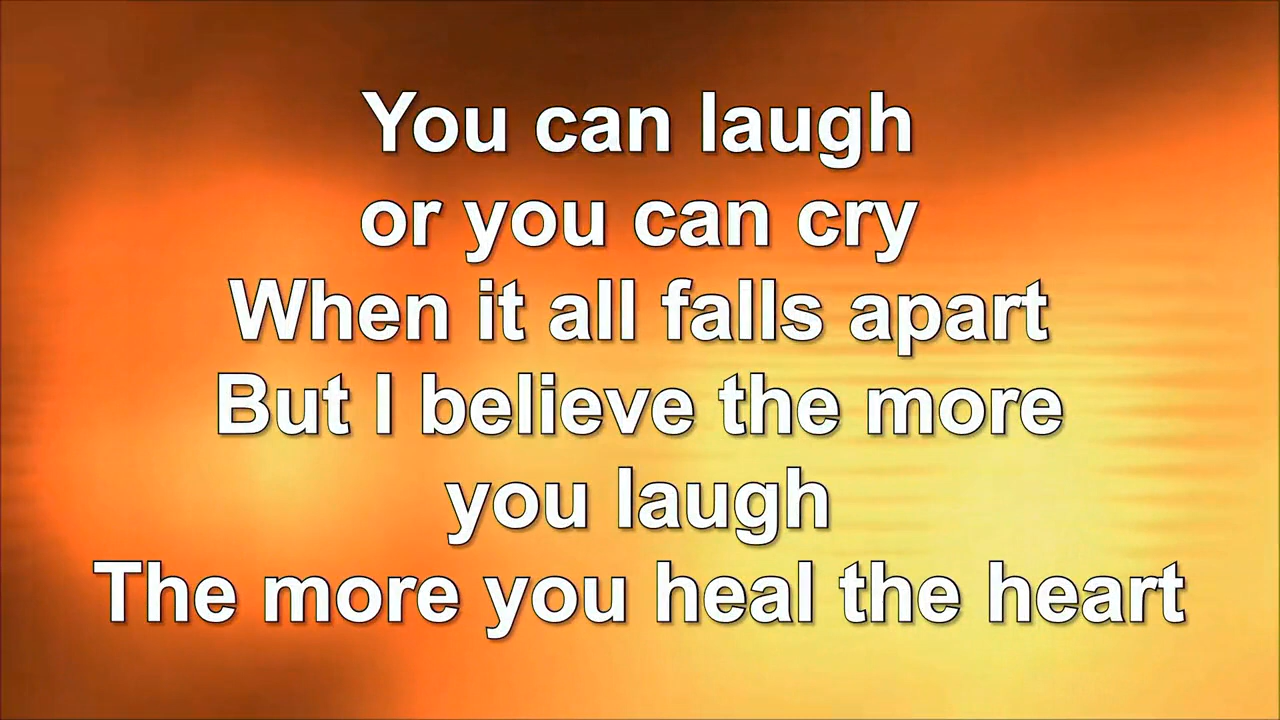 You can laugh
or you can cry
When it all falls apart
But I believe the more
you laugh
The more you heal the heart